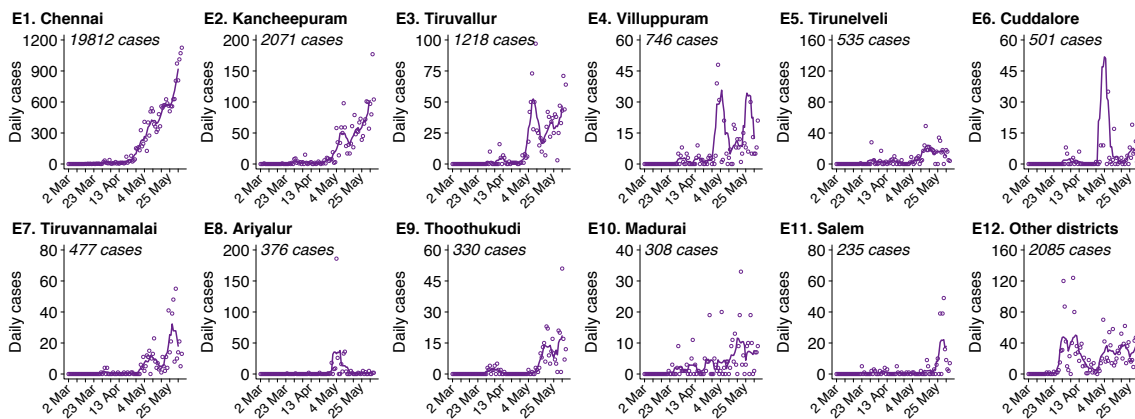 E1. Chennai
19812 cases
Daily cases
1200
900
600
300
0
2 Mar
23 Mar
13 Apr
4 May
25 May
E2. Kancheepuram
2071 cases
Daily cases
200
150
100
50
0
2 Mar
23 Mar
13 Apr
4 May
25 May
E3. Tiruvallur
1218 cases
Daily cases
100
75
50
25
0
2 Mar
23 Mar
13 Apr
4 May
25 May
E4. Villuppuram
746 cases
Daily cases
60
45
30
15
0
2 Mar
23 Mar
13 Apr
4 May
25 May
E5. Tirunelveli
535 cases
Daily cases
160
120
80
40
0
2 Mar
23 Mar
13 Apr
4 May
25 May
E6. Cuddalore
501 cases
Daily cases
60
45
30
15
0
2 Mar
23 Mar
13 Apr
4 May
25 May
E7. Tiruvannamalai
477 cases
Daily cases
80
60
40
20
0
2 Mar
23 Mar
13 Apr
4 May
25 May
E8. Ariyalur
376 cases
Daily cases
200
150
100
50
0
2 Mar
23 Mar
13 Apr
4 May
25 May
E9. Thoothukudi
330 cases
Daily cases
60
45
30
15
0
2 Mar
23 Mar
13 Apr
4 May
25 May
E10. Madurai
308 cases
Daily cases
40
30
20
10
0
2 Mar
23 Mar
13 Apr
4 May
25 May
E11. Salem
235 cases
Daily cases
80
60
40
20
0
2 Mar
23 Mar
13 Apr
4 May
25 May
E12. Other districts
2085 cases
Daily cases
160
120
80
40
0
2 Mar
23 Mar
13 Apr
4 May
25 May